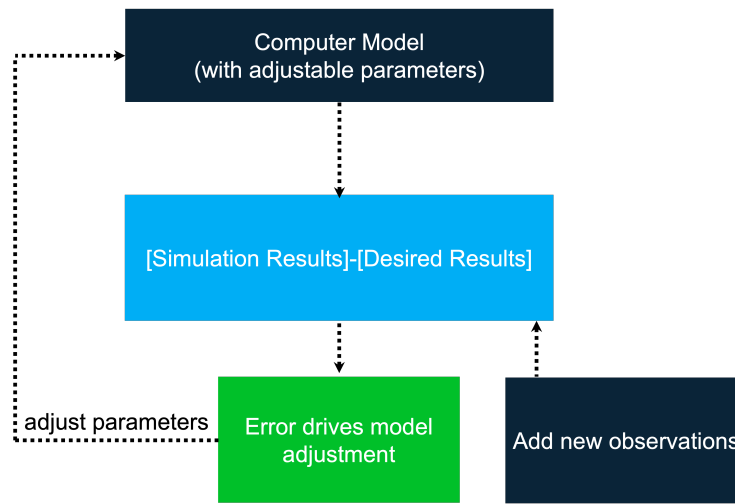 Computer Model
(with adjustable parameters)
[Simulation Results]-[Desired Results]
adjust parameters
Error drives model
adjustment
Add new observations